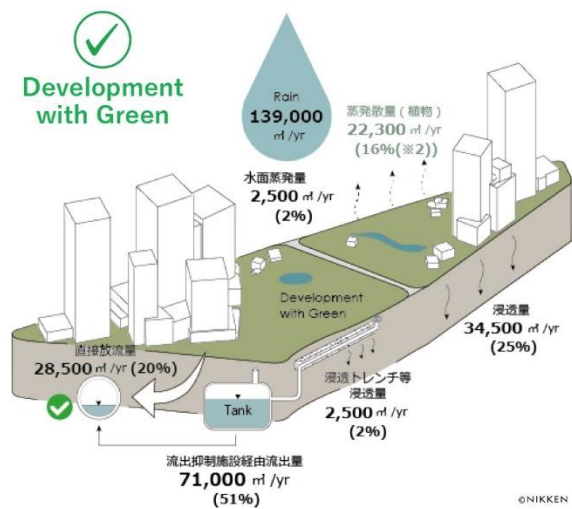 Development
with Green
Rain
139,000
㎥/yr
蒸発散量(植物)
22,300 ㎥/yr
(16%(※2))
水面蒸発量
2,500 ㎥/yr
(2%)
Development
with Green
浸透量
34,500 ㎥/yr
(25%)
直接放流量
28,500 ㎥/yr (20%)
浸透トレンチ等
浸透量
2,500 ㎥/yr
(2%)
Tank
流出抑制施設経由流出量
71,000 ㎥/yr
(51%)
©NIKKEN